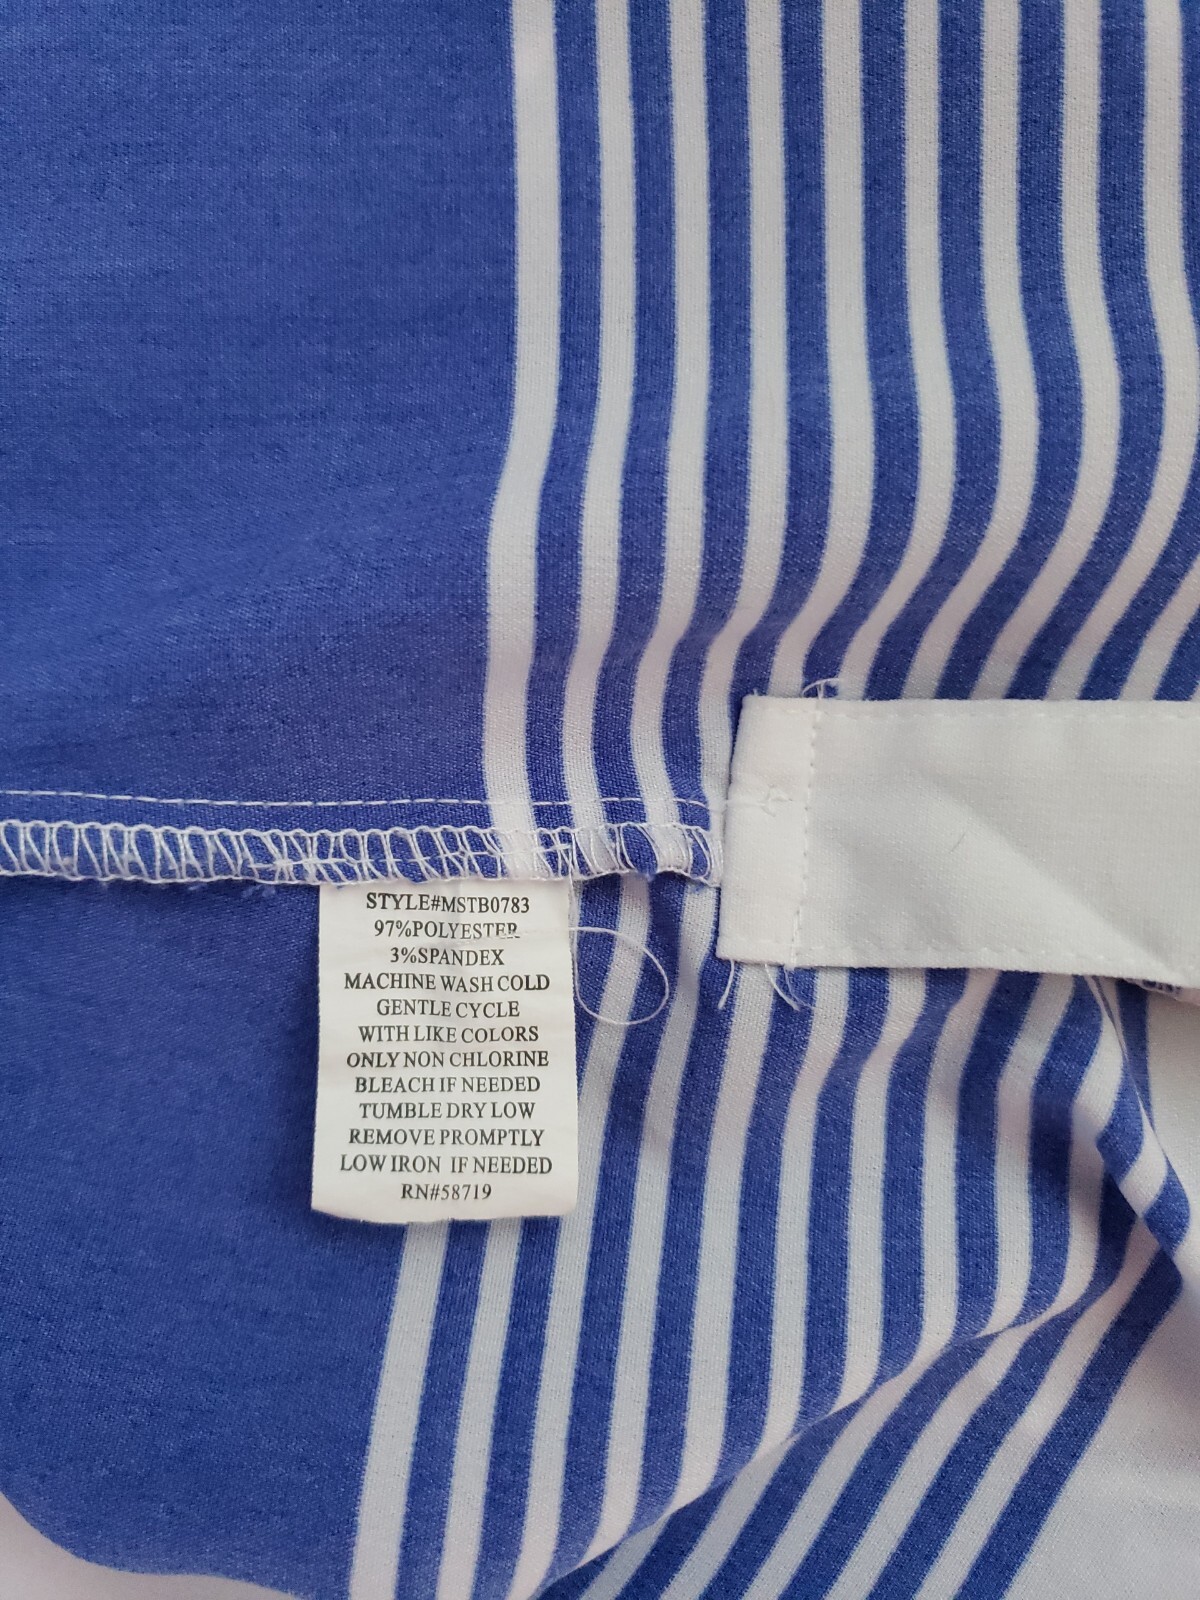 STYLE#MSTB0783
97%POLYESTER
3%SPANDEX
MACHINE WASH COLD
GENTLE CYCLE
WITH LIKE COLORS
ONLY NON CHLORINE
BLEACH IF NEEDED
TUMBLE DRY LOW
REMOVE PROMPTLY
LOW IRON IF NEEDED
RN#58719